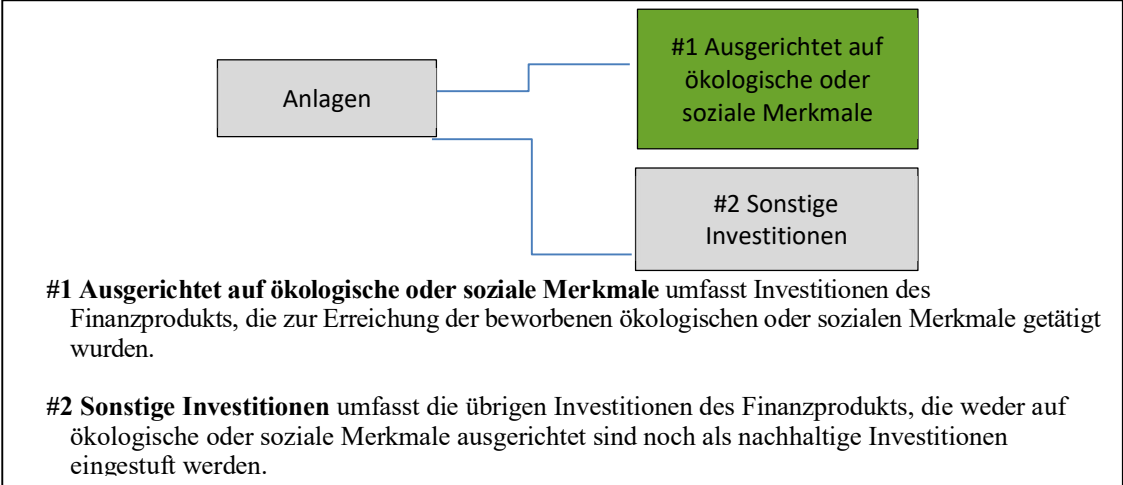 #1 Ausgerichtet auf
ökologische oder
soziale Merkmale
Anlagen
#2 Sonstige
Investitionen
#1 Ausgerichtet auf ökologische oder soziale Merkmale umfasst Investitionen des
Finanzprodukts, die zur Erreichung der beworbenen ökologischen oder sozialen Merkmale getätigt
wurden.
#2 Sonstige Investitionen umfasst die übrigen Investitionen des Finanzprodukts, die weder auf
ökologische oder soziale Merkmale ausgerichtet sind noch als nachhaltige Investitionen
eingestuft werden.